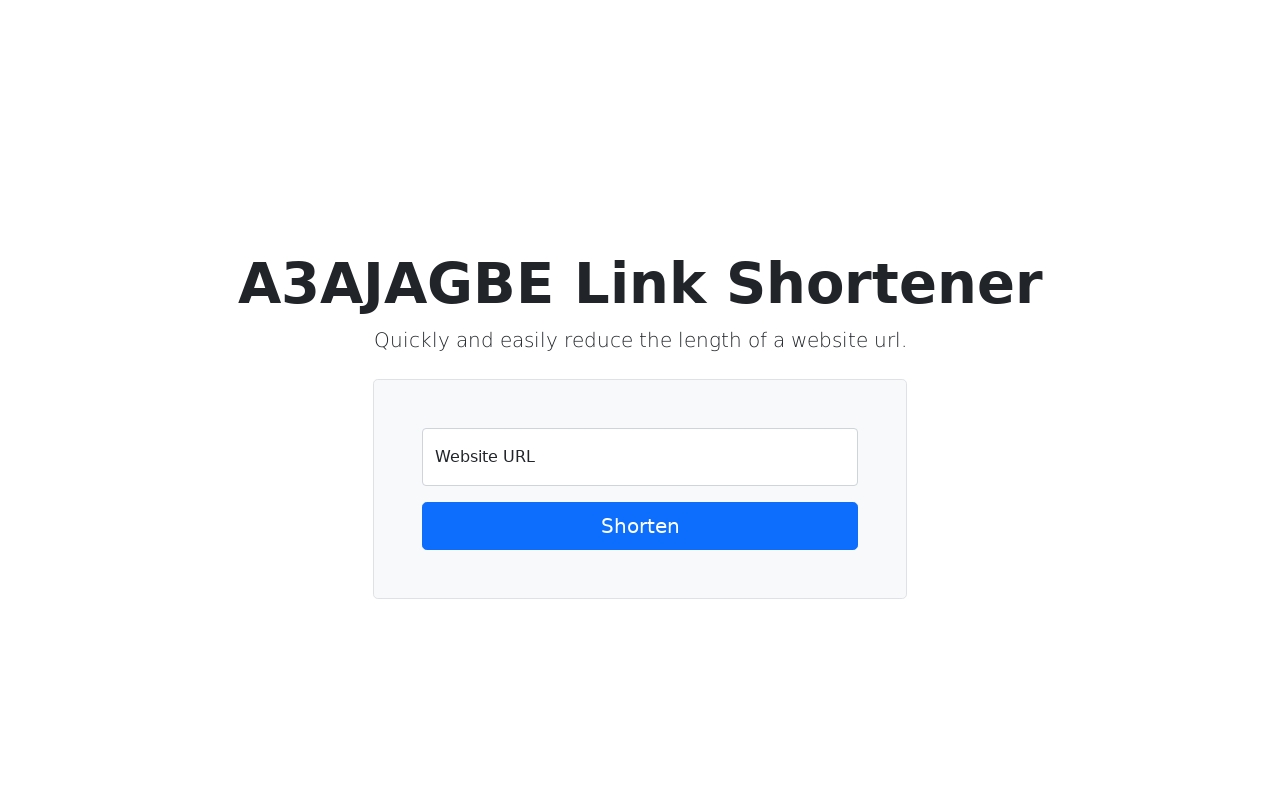 A3AJAGBE Link Shortener
Quickly and easily reduce the length of a website url.
Website URL
Shorten